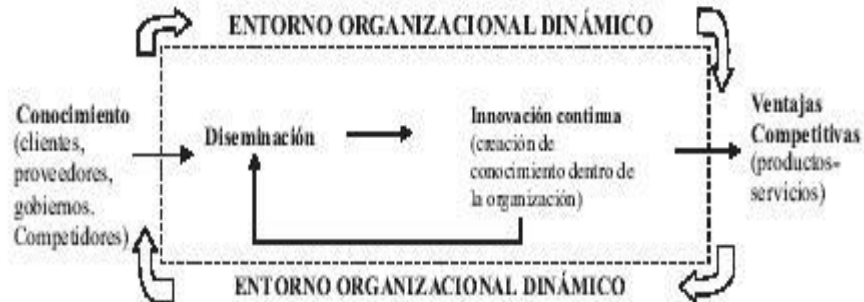 ENTORNO ORGANIZACIONAL DINÁMICO
Conocimiento
(clientes,
proveedores,
gobiernos.
Competidores)
Diseminación
Innovación continua
(creación de
conocimiento dentro de
la organización)
Ventajas
Competitivas
(productos-
servicios)
ENTORNO ORGANIZACIONAL DINÁMICO